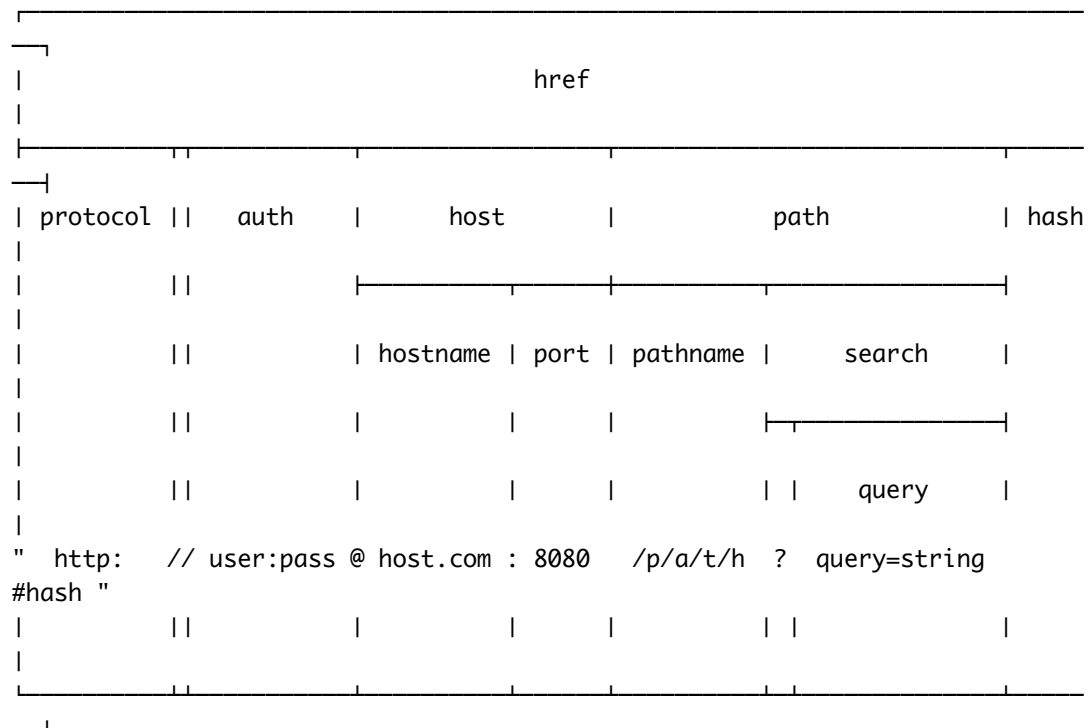 href
| protocol || auth | host | path | hash
|
| || | hostname | port | pathname | search |
| || | | | | | query |
" http: // user:pass @ host.com : 8080 /p/a/t/h ? query=string
#hash "